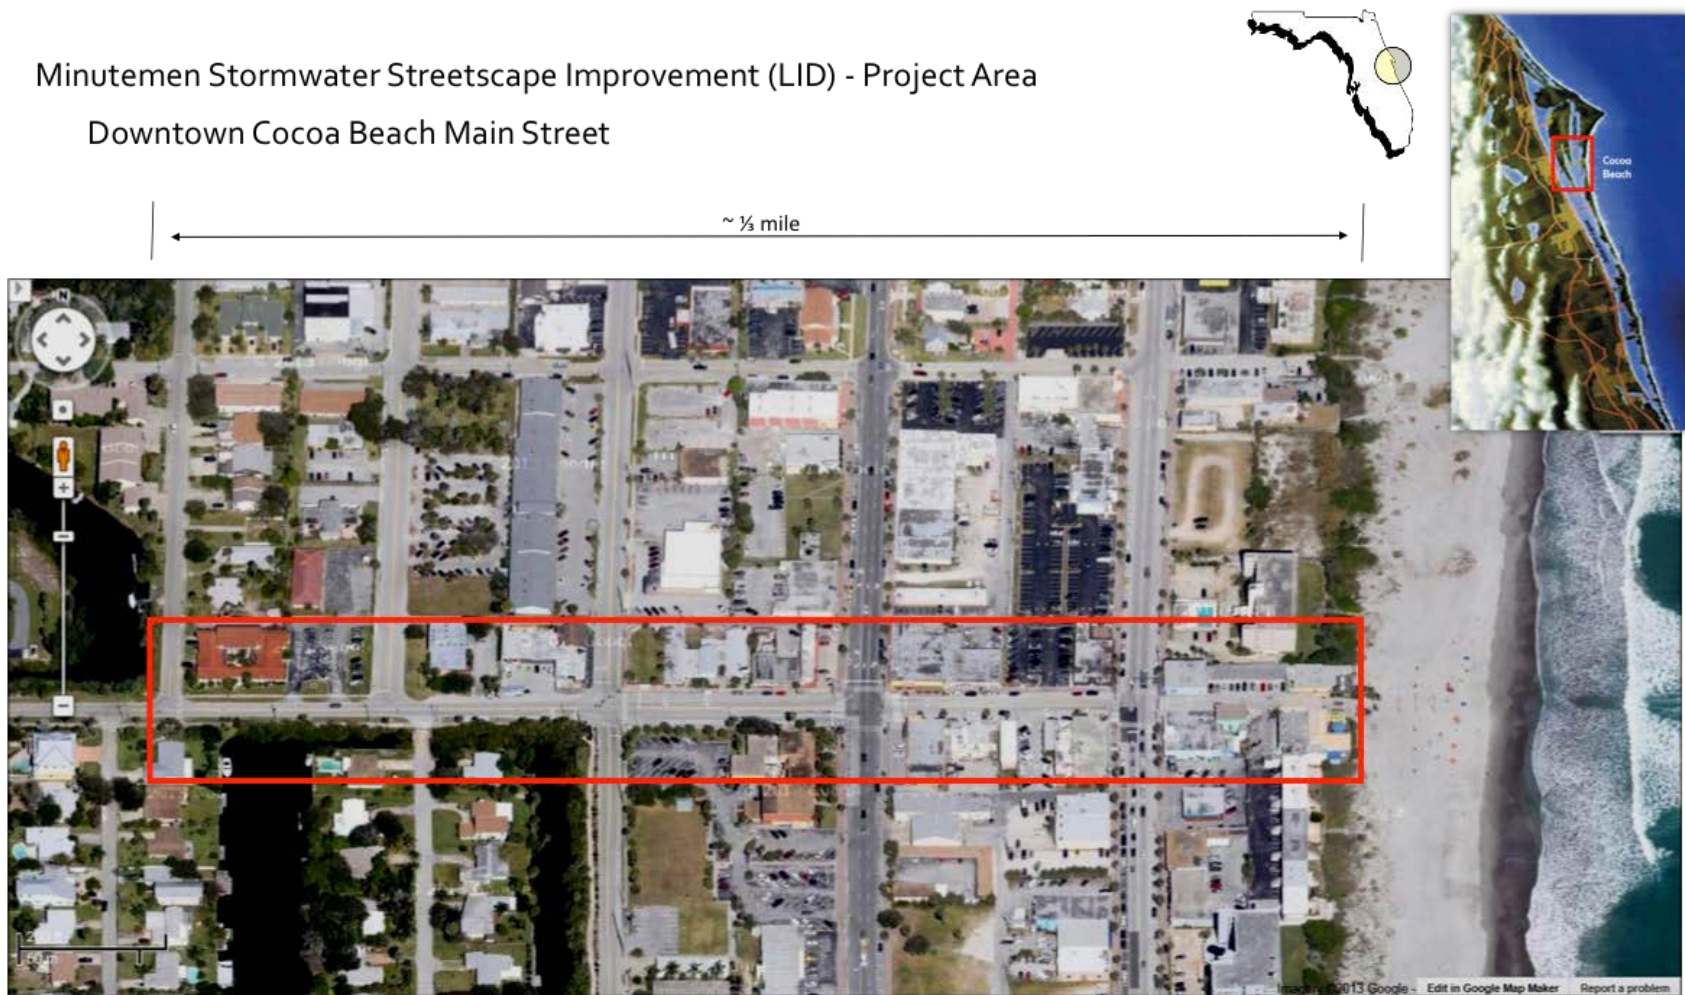 Minutemen Stormwater Streetscape Improvement (LID) - Project Area
Downtown Cocoa Beach Main Street
Cocoa
Beach
~ ⅓ mile
N
50 m
©2013 Google -
Edit in Google Map Maker
Report a problem